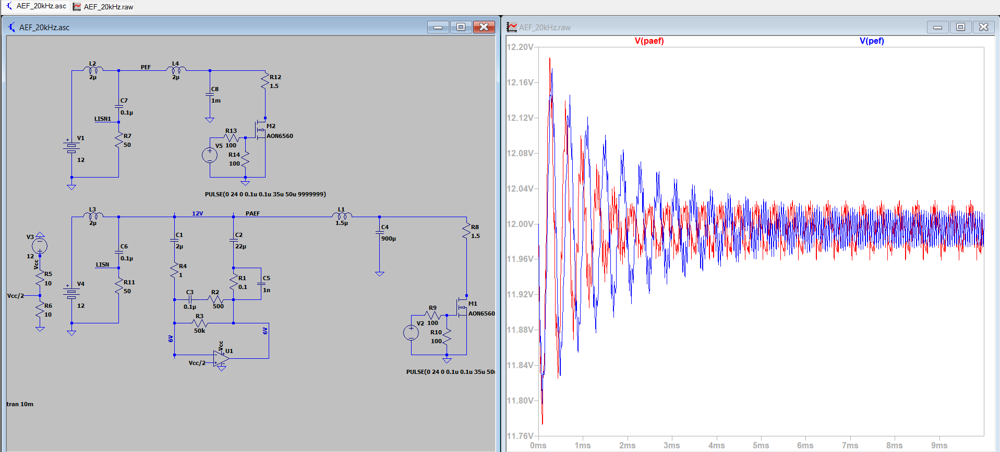 AEF_20kHz.asc
AEF_20kHz.raw
AEF_20kHz.asc
L2
2µ
PEF
L4
2µ
R12
1.5
C8
1m
C7
0.1µ
LISN1
R7
50
V1
12
M2
AON6560
R13
100
V5
R14
100
PULSE(0 24 0 0.1u 0.1u 35u 50u 9999999)
L3
2µ
12V
PAEF
L1
1.5µ
R8
1.5
C4
900µ
C1
2µ
C2
22µ
V3
12
Vcc
C6
0.1µ
LISN
R4
1
R1
0.1
C5
1n
R5
10
Vcc/2
R6
10
V4
12
R11
50
C3
0.1µ
R2
500
R3
50k
6V
6V
Vcc
U1
Vcc/2
M1
AON6560
R9
100
V2
R10
100
PULSE(0 24 0 0.1u 0.1u 35u 50u
tran 10m
AEF_20kHz.raw
V(paef)
V(pef)
12.20V
12.16V
12.12V
12.08V
12.04V
12.00V
11.96V
11.92V
11.88V
11.84V
11.80V
11.76V
0ms
1ms
2ms
3ms
4ms
5ms
6ms
7ms
8ms
9ms